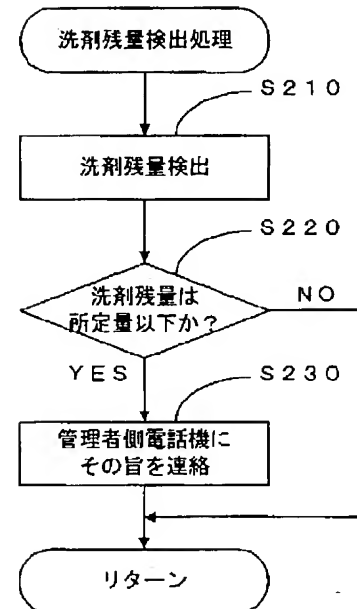 洗剤残量検出処理
S210
洗剤残量検出
S220
洗剤残量は
所定量以下か?
NO
YES
S230
管理者側電話機に
その旨を連絡
リターン